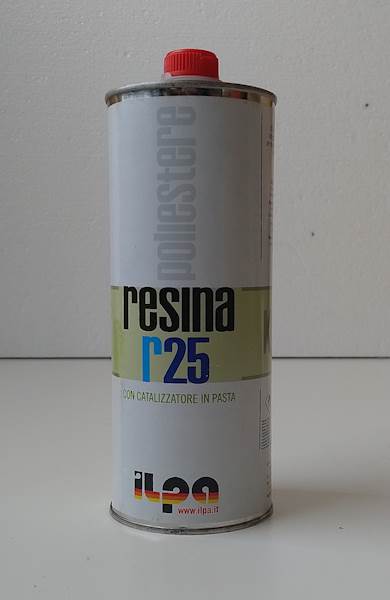 poliestere
resina
r25
CON CATALIZZATORE IN PASTA
ilpa
www.ilpa.it